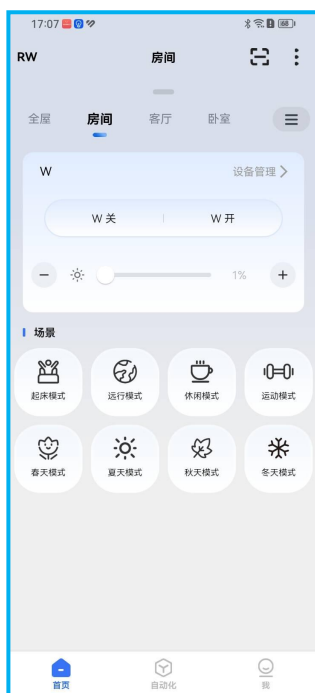 17:07 68
RW 房间
全屋 房间 客厅 卧室
W 设备管理
W 关 W 开
1%
场景
起床模式 远行模式 休闲模式 运动模式
春天模式 夏天模式 秋天模式 冬天模式
首页 自动化 我